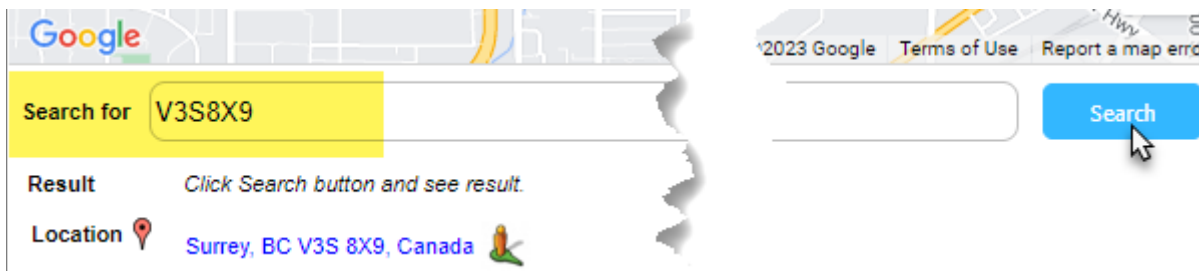 Google
Hwy
2023 Google Terms of Use Report a map erro
Search for V3S8X9 Search
Result Click Search button and see result.
Location Surrey, BC V3S 8X9, Canada